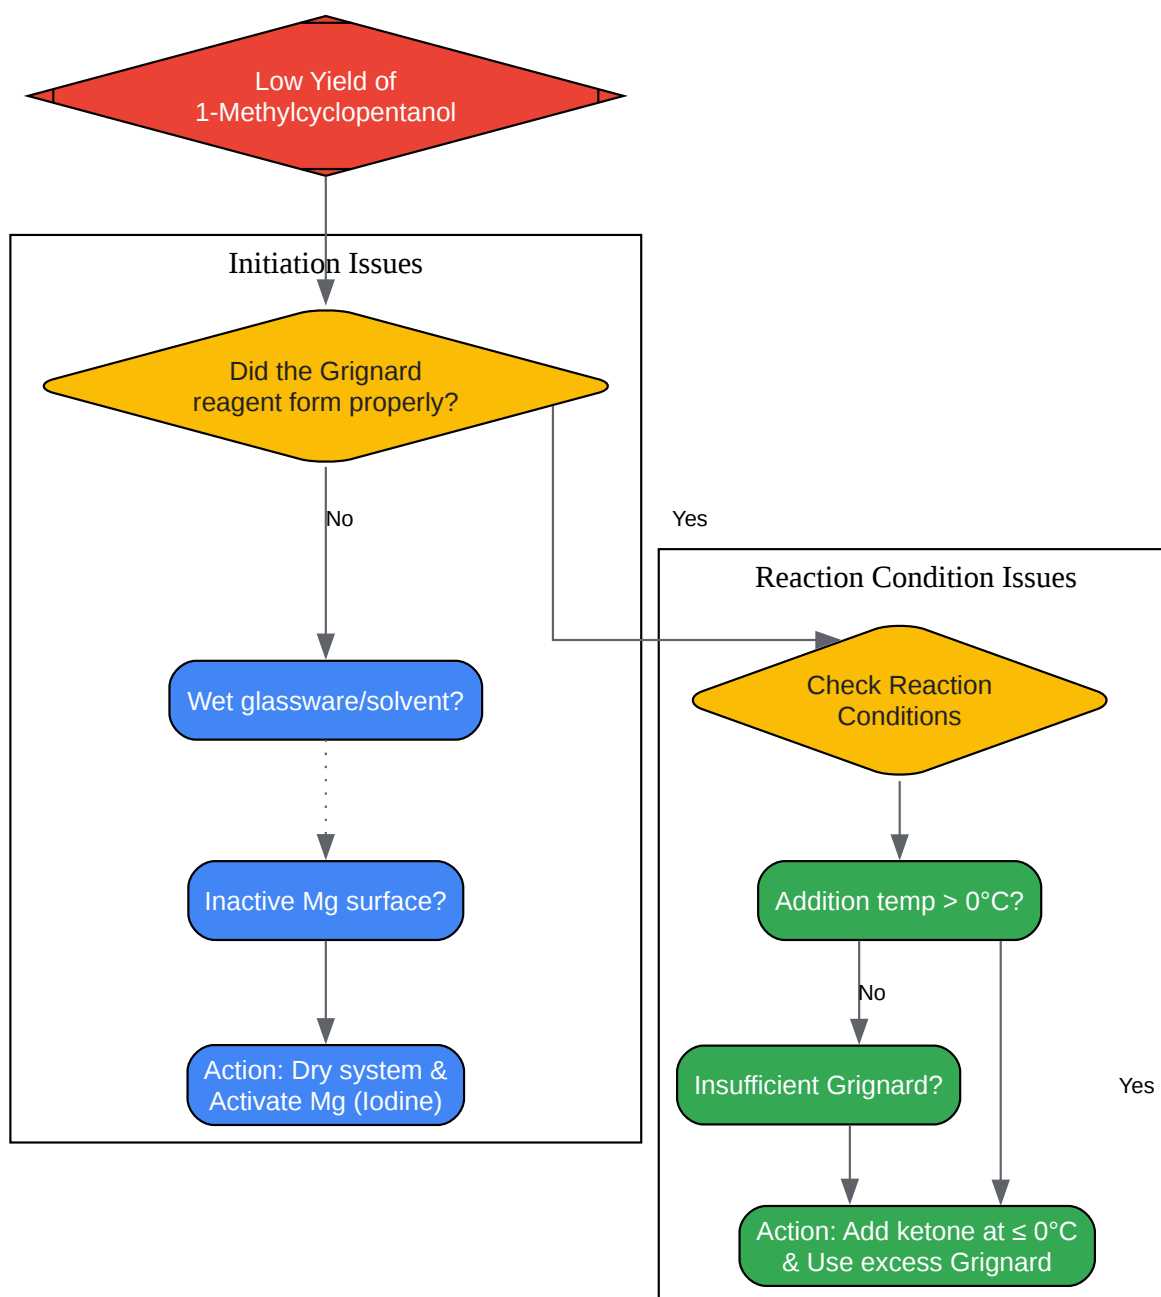 Low Yield of
1-Methylcyclopentanol
Initiation Issues
Did the Grignard
reagent form properly?
No
Yes
Reaction Condition Issues
Wet glassware/solvent?
Check Reaction
Conditions
Inactive Mg surface?
Addition temp > 0°C?
No
Action: Dry system &
Activate Mg (Iodine)
Insufficient Grignard?
Yes
Action: Add ketone at ≤ 0°C
& Use excess Grignard